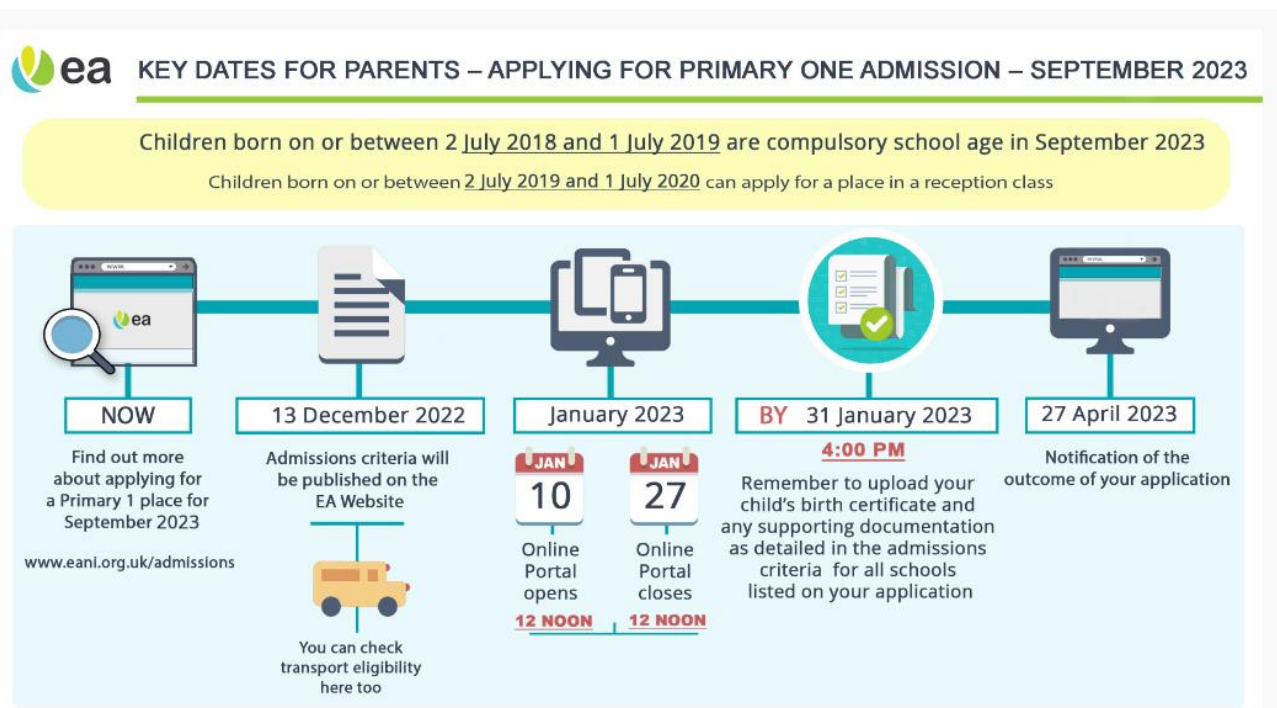 ea KEY DATES FOR PARENTS – APPLYING FOR PRIMARY ONE ADMISSION – SEPTEMBER 2023
Children born on or between 2 July 2018 and 1 July 2019 are compulsory school age in September 2023
Children born on or between 2 July 2019 and 1 July 2020 can apply for a place in a reception class
www
ea
NOW
Find out more
about applying for
a Primary 1 place for
September 2023
www.eani.org.uk/admissions
13 December 2022
Admissions criteria will
be published on the
EA Website
You can check
transport eligibility
here too
January 2023
JAN
10
Online
Portal
opens
12 NOON
JAN
27
Online
Portal
closes
12 NOON
BY 31 January 2023
4:00 PM
Remember to upload your
child's birth certificate and
any supporting documentation
as detailed in the admissions
criteria for all schools
listed on your application
www
27 April 2023
Notification of the
outcome of your application